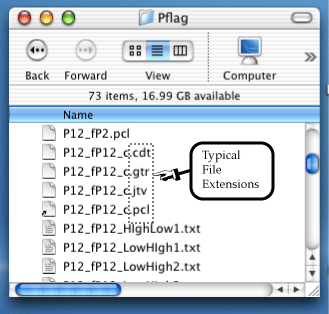 Pflag
Back
Forward
View
Computer
73 items, 16.99 GB available
Name
P12_fP2.pcl
P12_fP12_c.cdt
P12_fP12_c.gtr
P12_fP12_c.jtv
P12_fP12_c.pcl
P12_fP12_HighLow1.txt
P12_fP12_LowHIgh1.txt
P12_fP12_LowHigh2.txt
Typical
File
Extensions